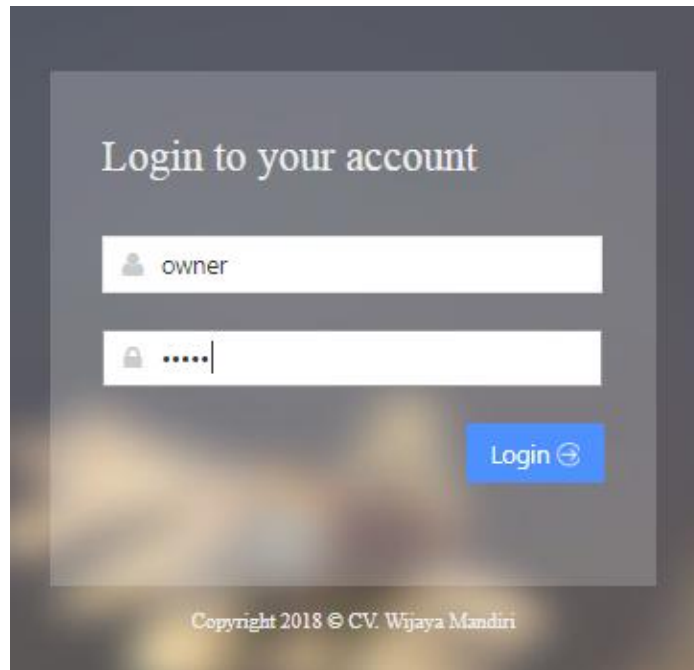 Login to your account
owner
•••••
Login
Copyright 2018 © CV. Wijaya Mandiri